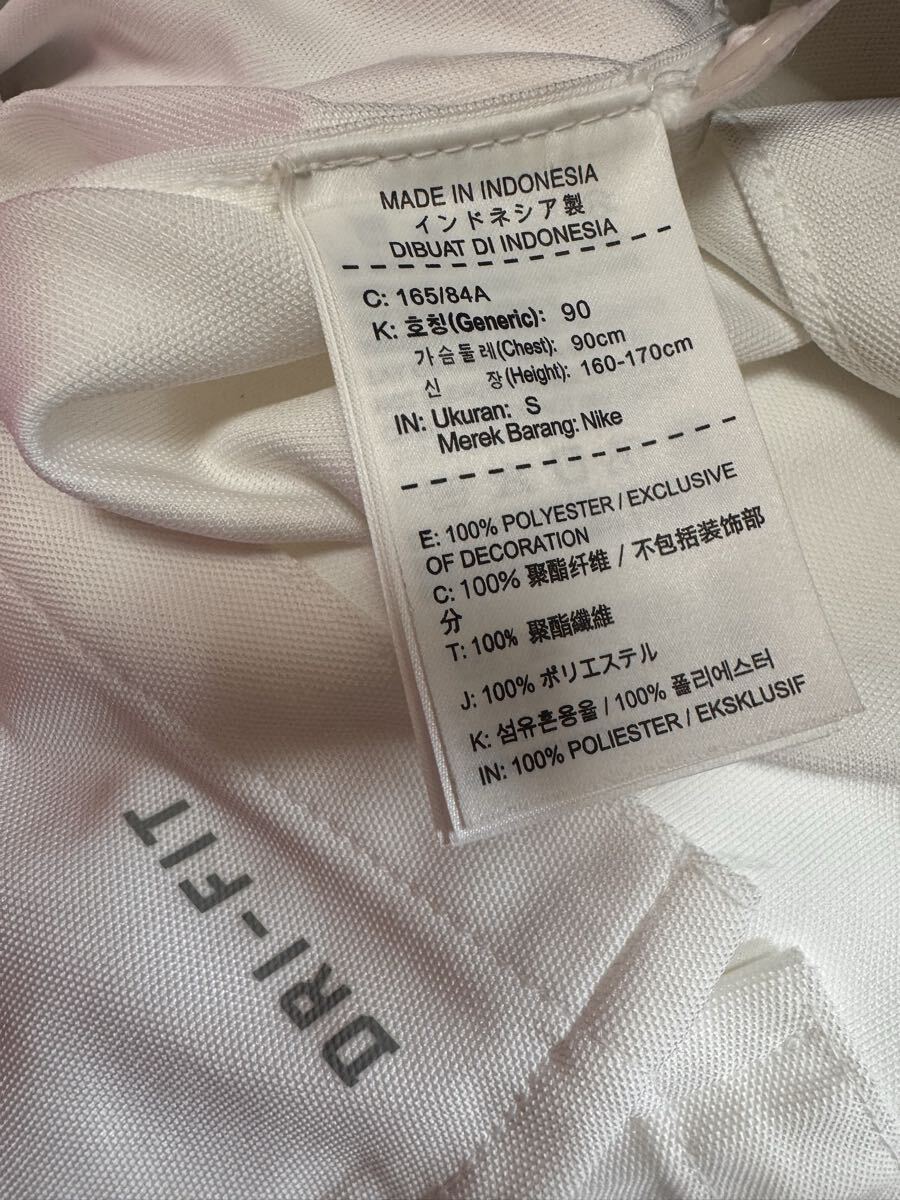 MADE IN INDONESIA
インドネシア製
DIBUAT DI INDONESIA
C: 165/84A
K: 호칭(Generic): 90
가슴둘레(Chest): 90cm
신 장(Height): 160-170cm
IN: Ukuran: S
Merek Barang: Nike
E: 100% POLYESTER / EXCLUSIVE
OF DECORATION
C: 100% 聚酯纤维 / 不包括装饰部
分
T: 100% 聚酯纖維
J: 100% ポリエステル
K: 섬유혼용율 / 100% 폴리에스터
IN: 100% POLIESTER / EKSKLUSIF
DRI-FIT